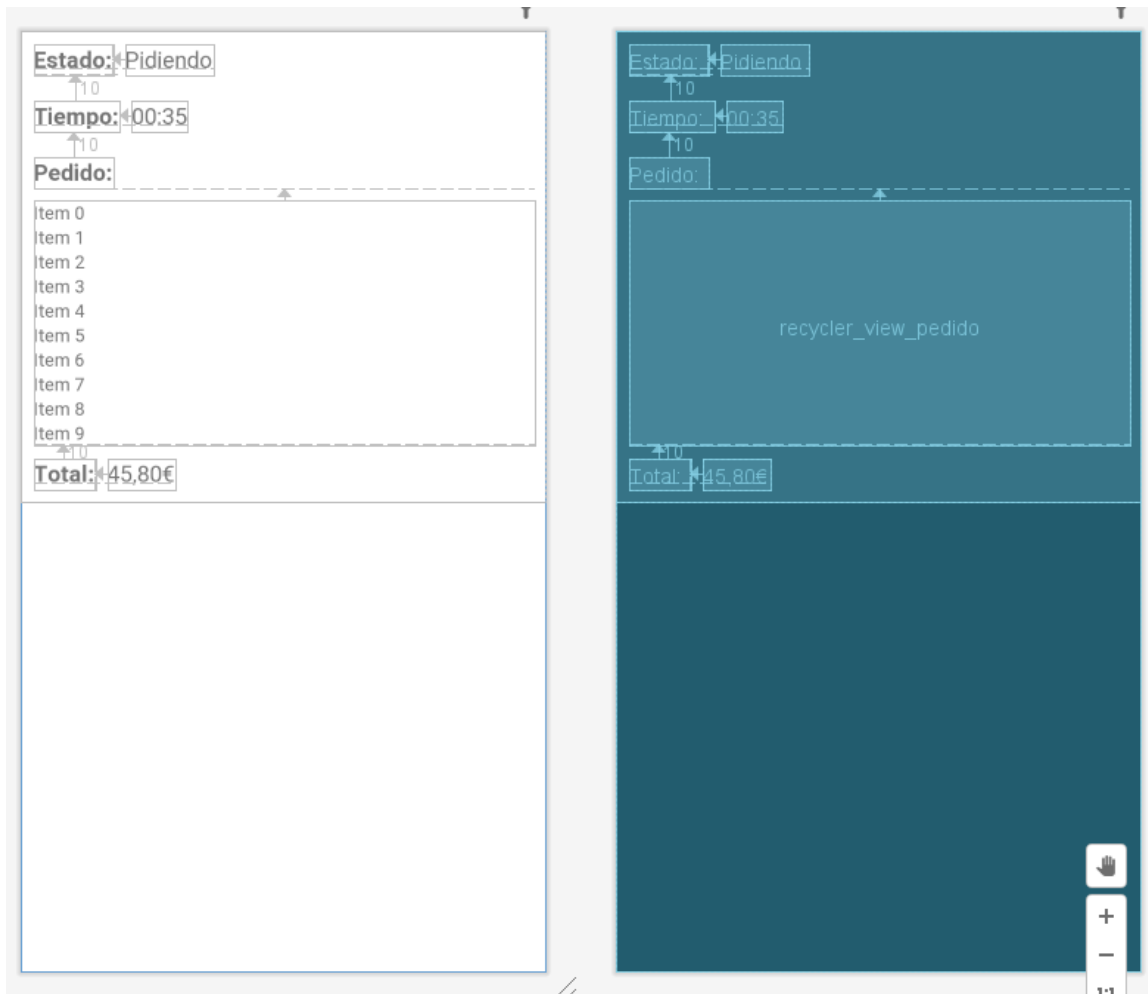 Estado: Pidiendo
10
Tiempo: 00:35
10
Pedido:
Item 0
Item 1
Item 2
Item 3
Item 4
Item 5
Item 6
Item 7
Item 8
Item 9
10
Total: 45,80€
Estado: Pidiendo
10
Tiempo: 00:35
10
Pedido:
recycler_view_pedido
10
Total: 45,80€
1:1